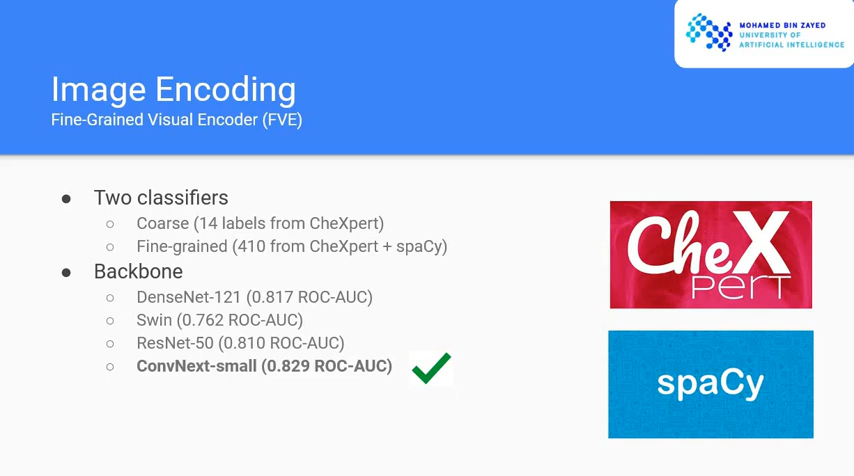 MOHAMED BIN ZAYED
UNIVERSITY OF
ARTIFICIAL INTELLIGENCE
Image Encoding
Fine-Grained Visual Encoder (FVE)
● Two classifiers
○ Coarse (14 labels from CheXpert)
○ Fine-grained (410 from CheXpert + spaCy)
● Backbone
○ DenseNet-121 (0.817 ROC-AUC)
○ Swin (0.762 ROC-AUC)
○ ResNet-50 (0.810 ROC-AUC)
○ ConvNext-small (0.829 ROC-AUC)
CheX
PERT
spaCy